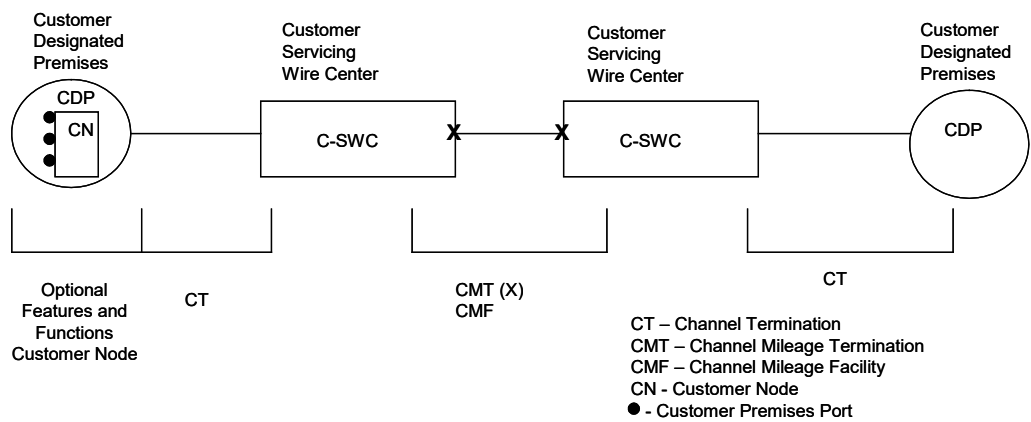 Customer
Designated
Premises
Customer
Servicing
Wire Center
Customer
Servicing
Wire Center
Customer
Designated
Premises
CDP
CN
C-SWC
X
X
C-SWC
CDP
Optional
Features and
Functions
Customer Node
CT
CMT (X)
CMF
CT
CT – Channel Termination
CMT – Channel Mileage Termination
CMF – Channel Mileage Facility
CN - Customer Node
● - Customer Premises Port